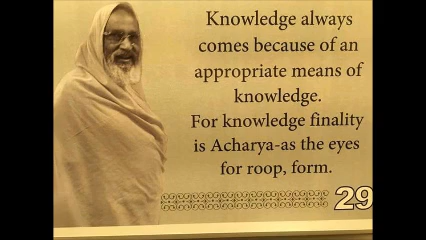 Knowledge always
comes because of an
appropriate means of
knowledge.
For knowledge finality
is Acharya-as the eyes
for roop, form.
29